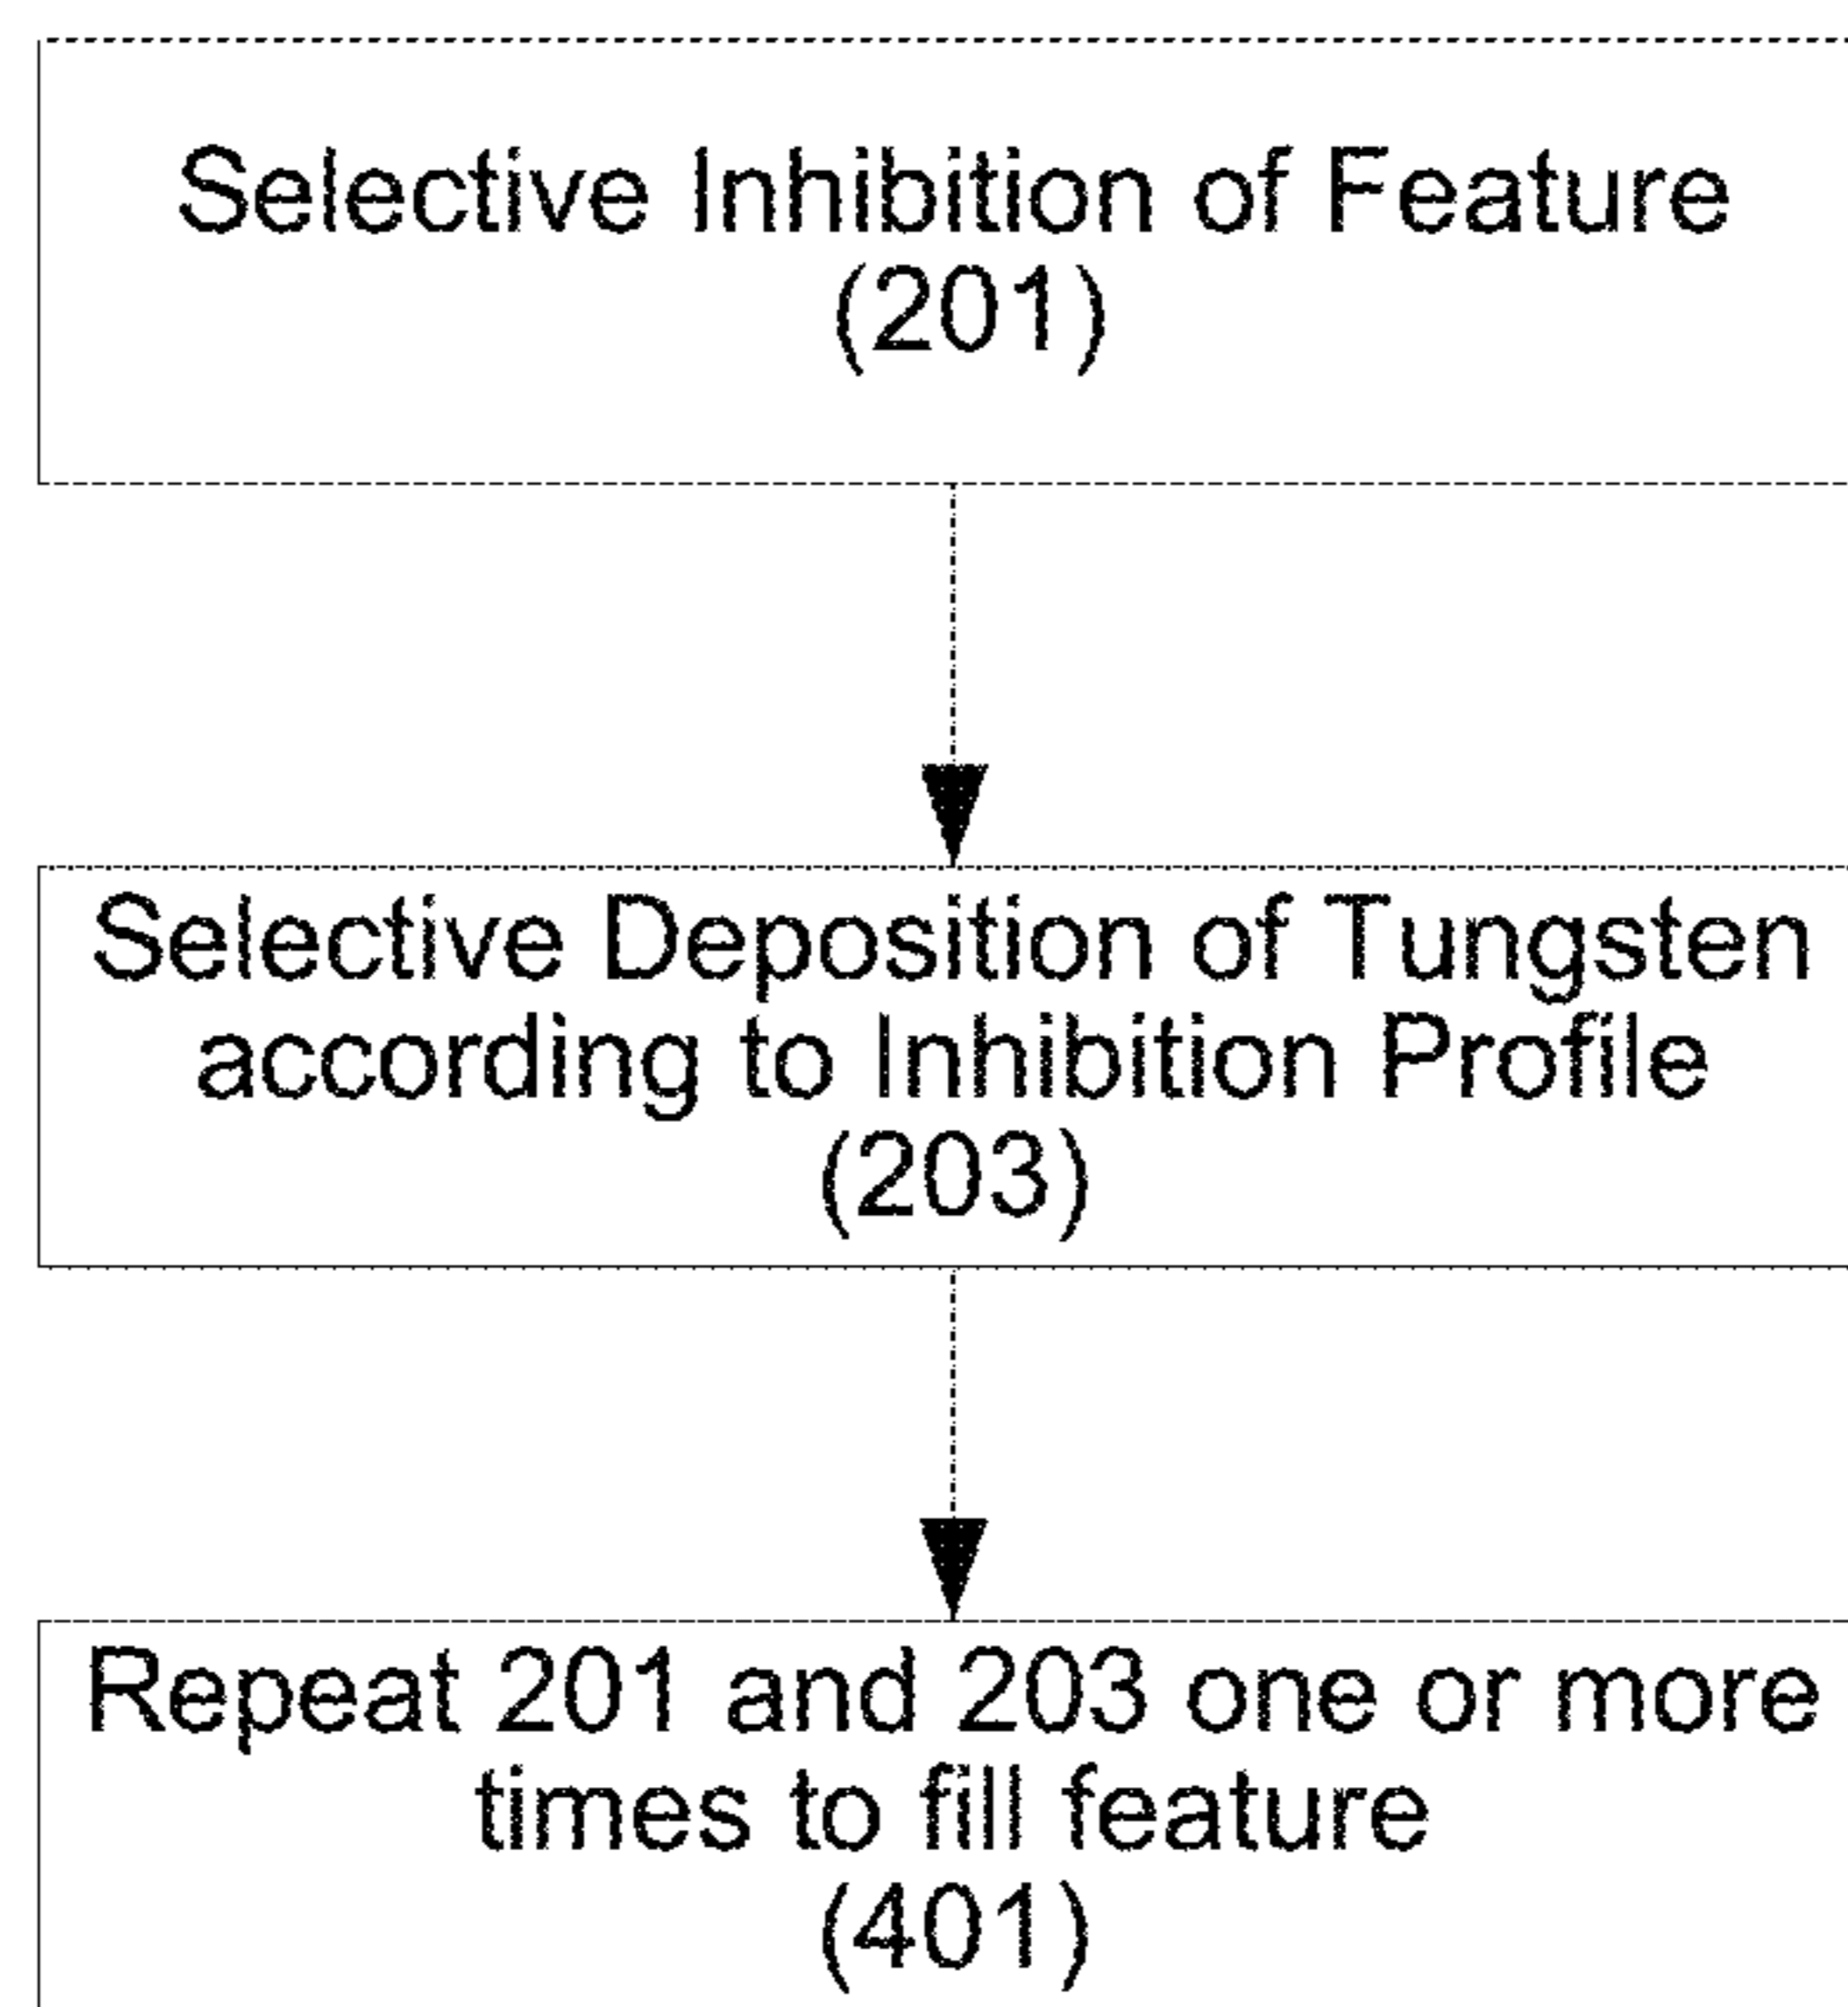 Selective Inhibition of Feature
(201)
Selective Deposition of Tungsten
according to Inhibition Profile
(203)
Repeat 201 and 203 one or more
times to fill feature
(401)